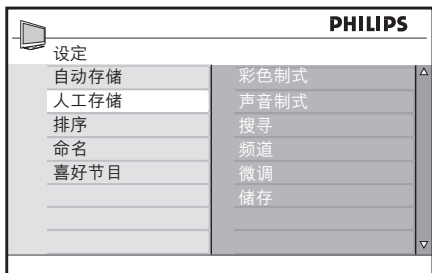 PHILIPS
设定
自动存储
人工存储
排序
命名
喜好节目
彩色制式
声音制式
搜寻
频道
微调
储存